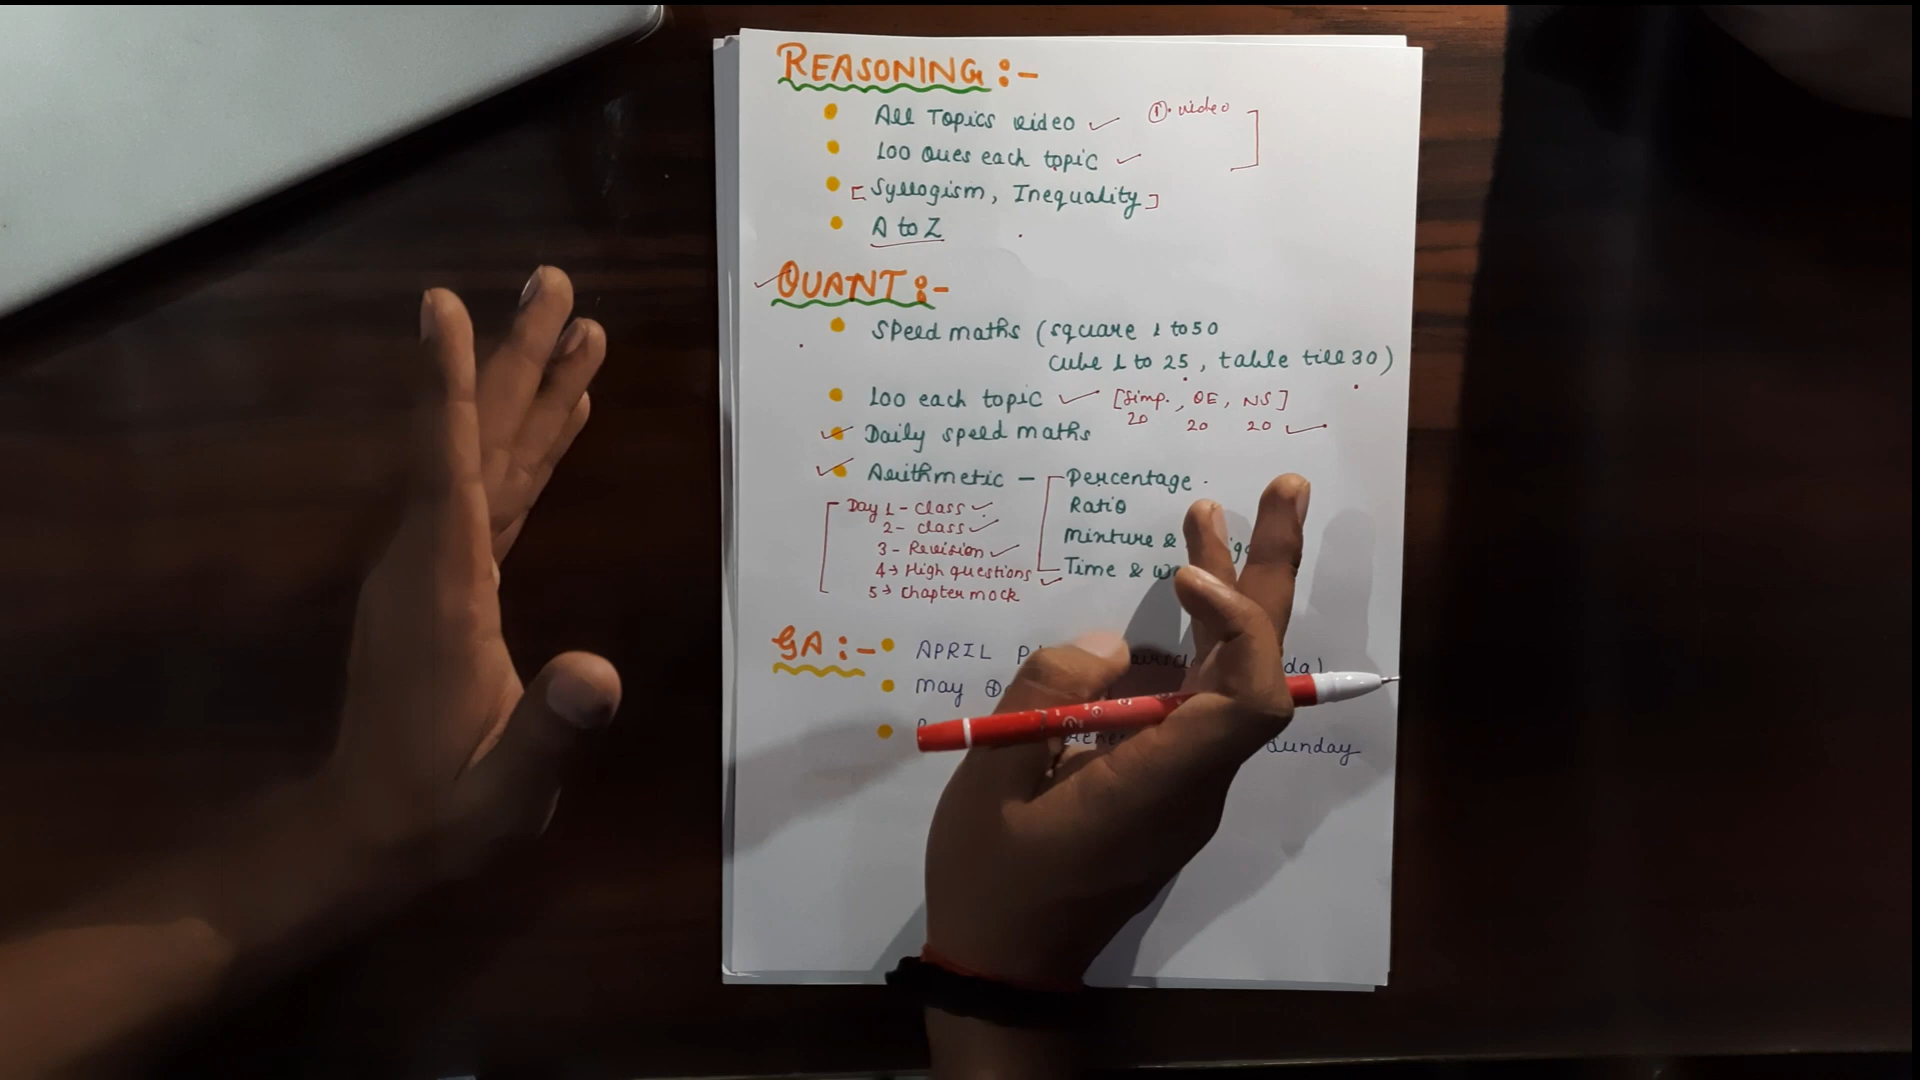 REASONING :-
All Topics video ①. video
100 Ques each topic
[ Syllogism, Inequality ]
A to Z
QUANT :-
Speed maths (square 1 to 50
cube 1 to 25, table till 30)
100 each topic [Simp., QE, NS]
20 20 20
Daily speed maths
Arithmetic - Percentage
Day 1 - class Ratio
2 - class
3 - Revision Mixture &
4 → High questions Time &
5 → Chapter mock
GA :- APRIL
May
Sunday